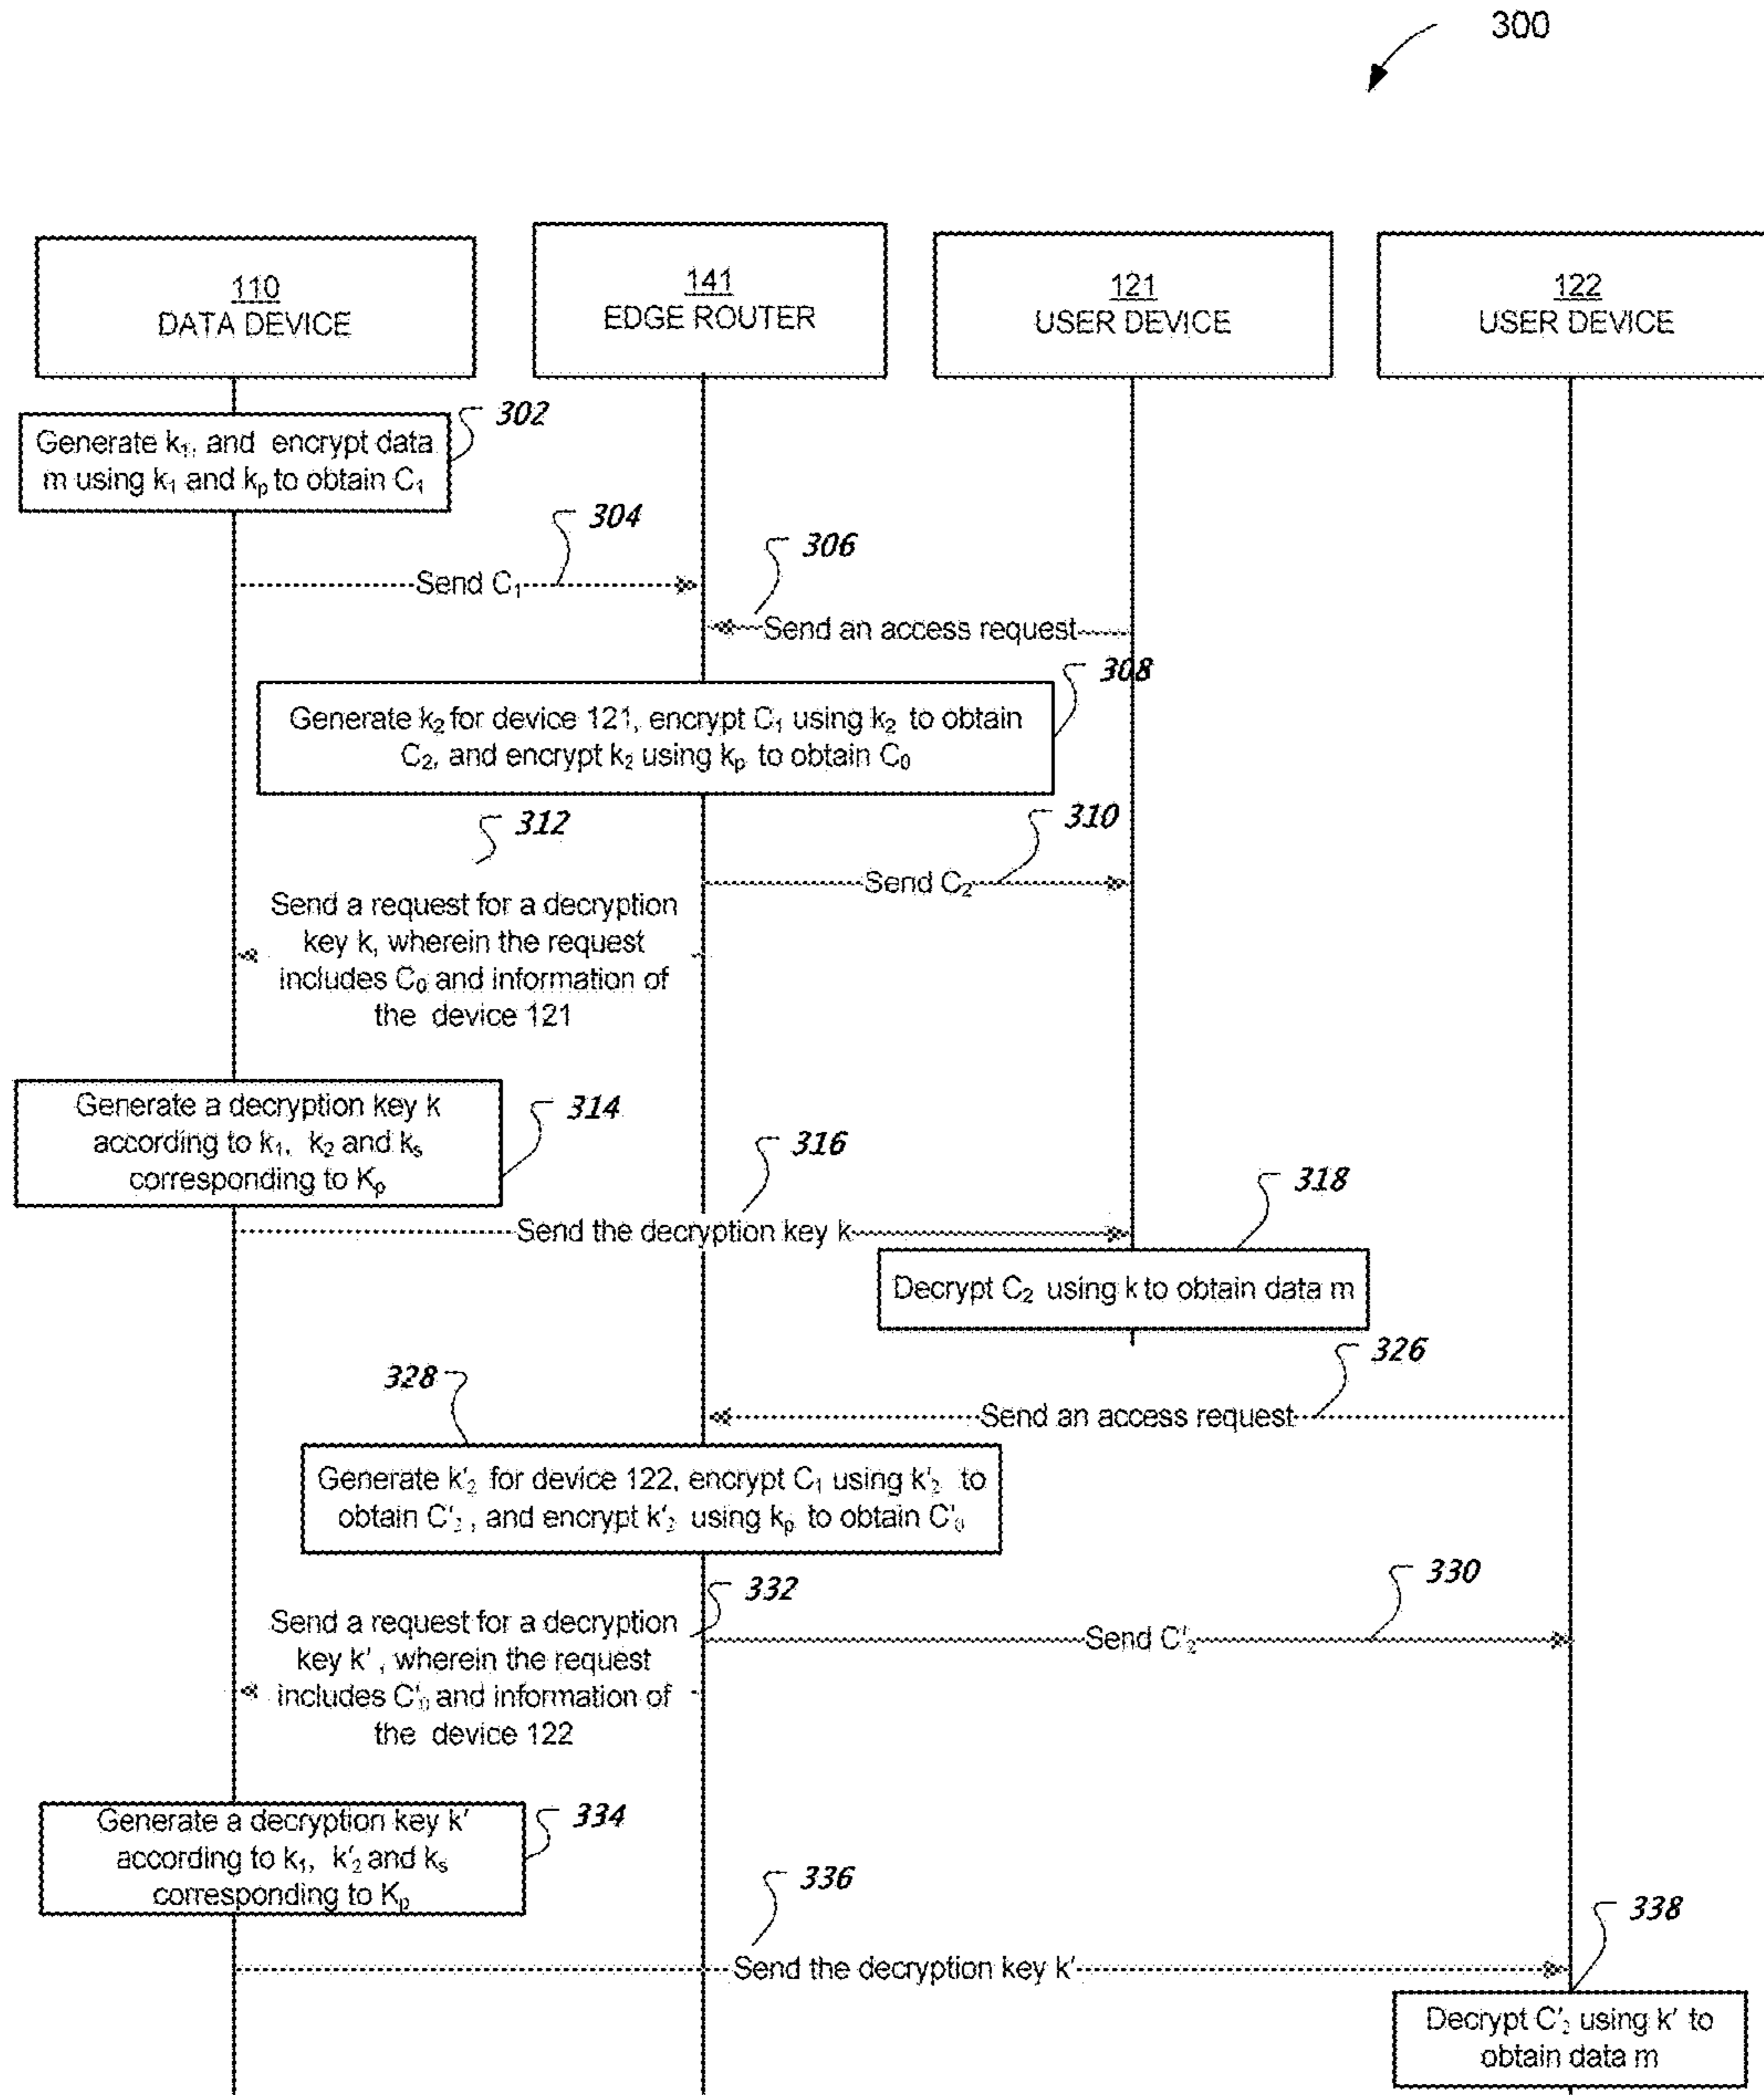 300
110
DATA DEVICE
141
EDGE ROUTER
121
USER DEVICE
122
USER DEVICE
302
Generate k₁, and encrypt data
m using k₁ and kₚ to obtain C₁
304
Send C₁
306
Send an access request
308
Generate k₂ for device 121, encrypt C₁ using k₂ to obtain
C₂, and encrypt k₂ using kₚ to obtain C₀
312
310
Send C₂
Send a request for a decryption
key k, wherein the request
includes C₀ and information of
the device 121
Generate a decryption key k
according to k₁, k₂ and kₛ
corresponding to Kₚ
314
316
Send the decryption key k
318
Decrypt C₂ using k to obtain data m
326
Send an access request
328
Generate k'₂ for device 122, encrypt C₁ using k'₂ to
obtain C'₂, and encrypt k'₂ using kₚ to obtain C'₀
332
330
Send C'₂
Send a request for a decryption
key k', wherein the request
includes C'₀ and information of
the device 122
Generate a decryption key k'
according to k₁, k'₂ and kₛ
corresponding to Kₚ
334
336
Send the decryption key k'
338
Decrypt C'₂ using k' to
obtain data m